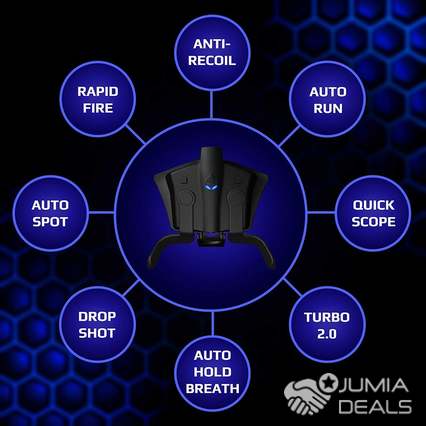 ANTI-
RECOIL
RAPID
FIRE
AUTO
RUN
AUTO
SPOT
QUICK
SCOPE
DROP
SHOT
TURBO
2.0
AUTO
HOLD
BREATH
JUMIA
DEALS